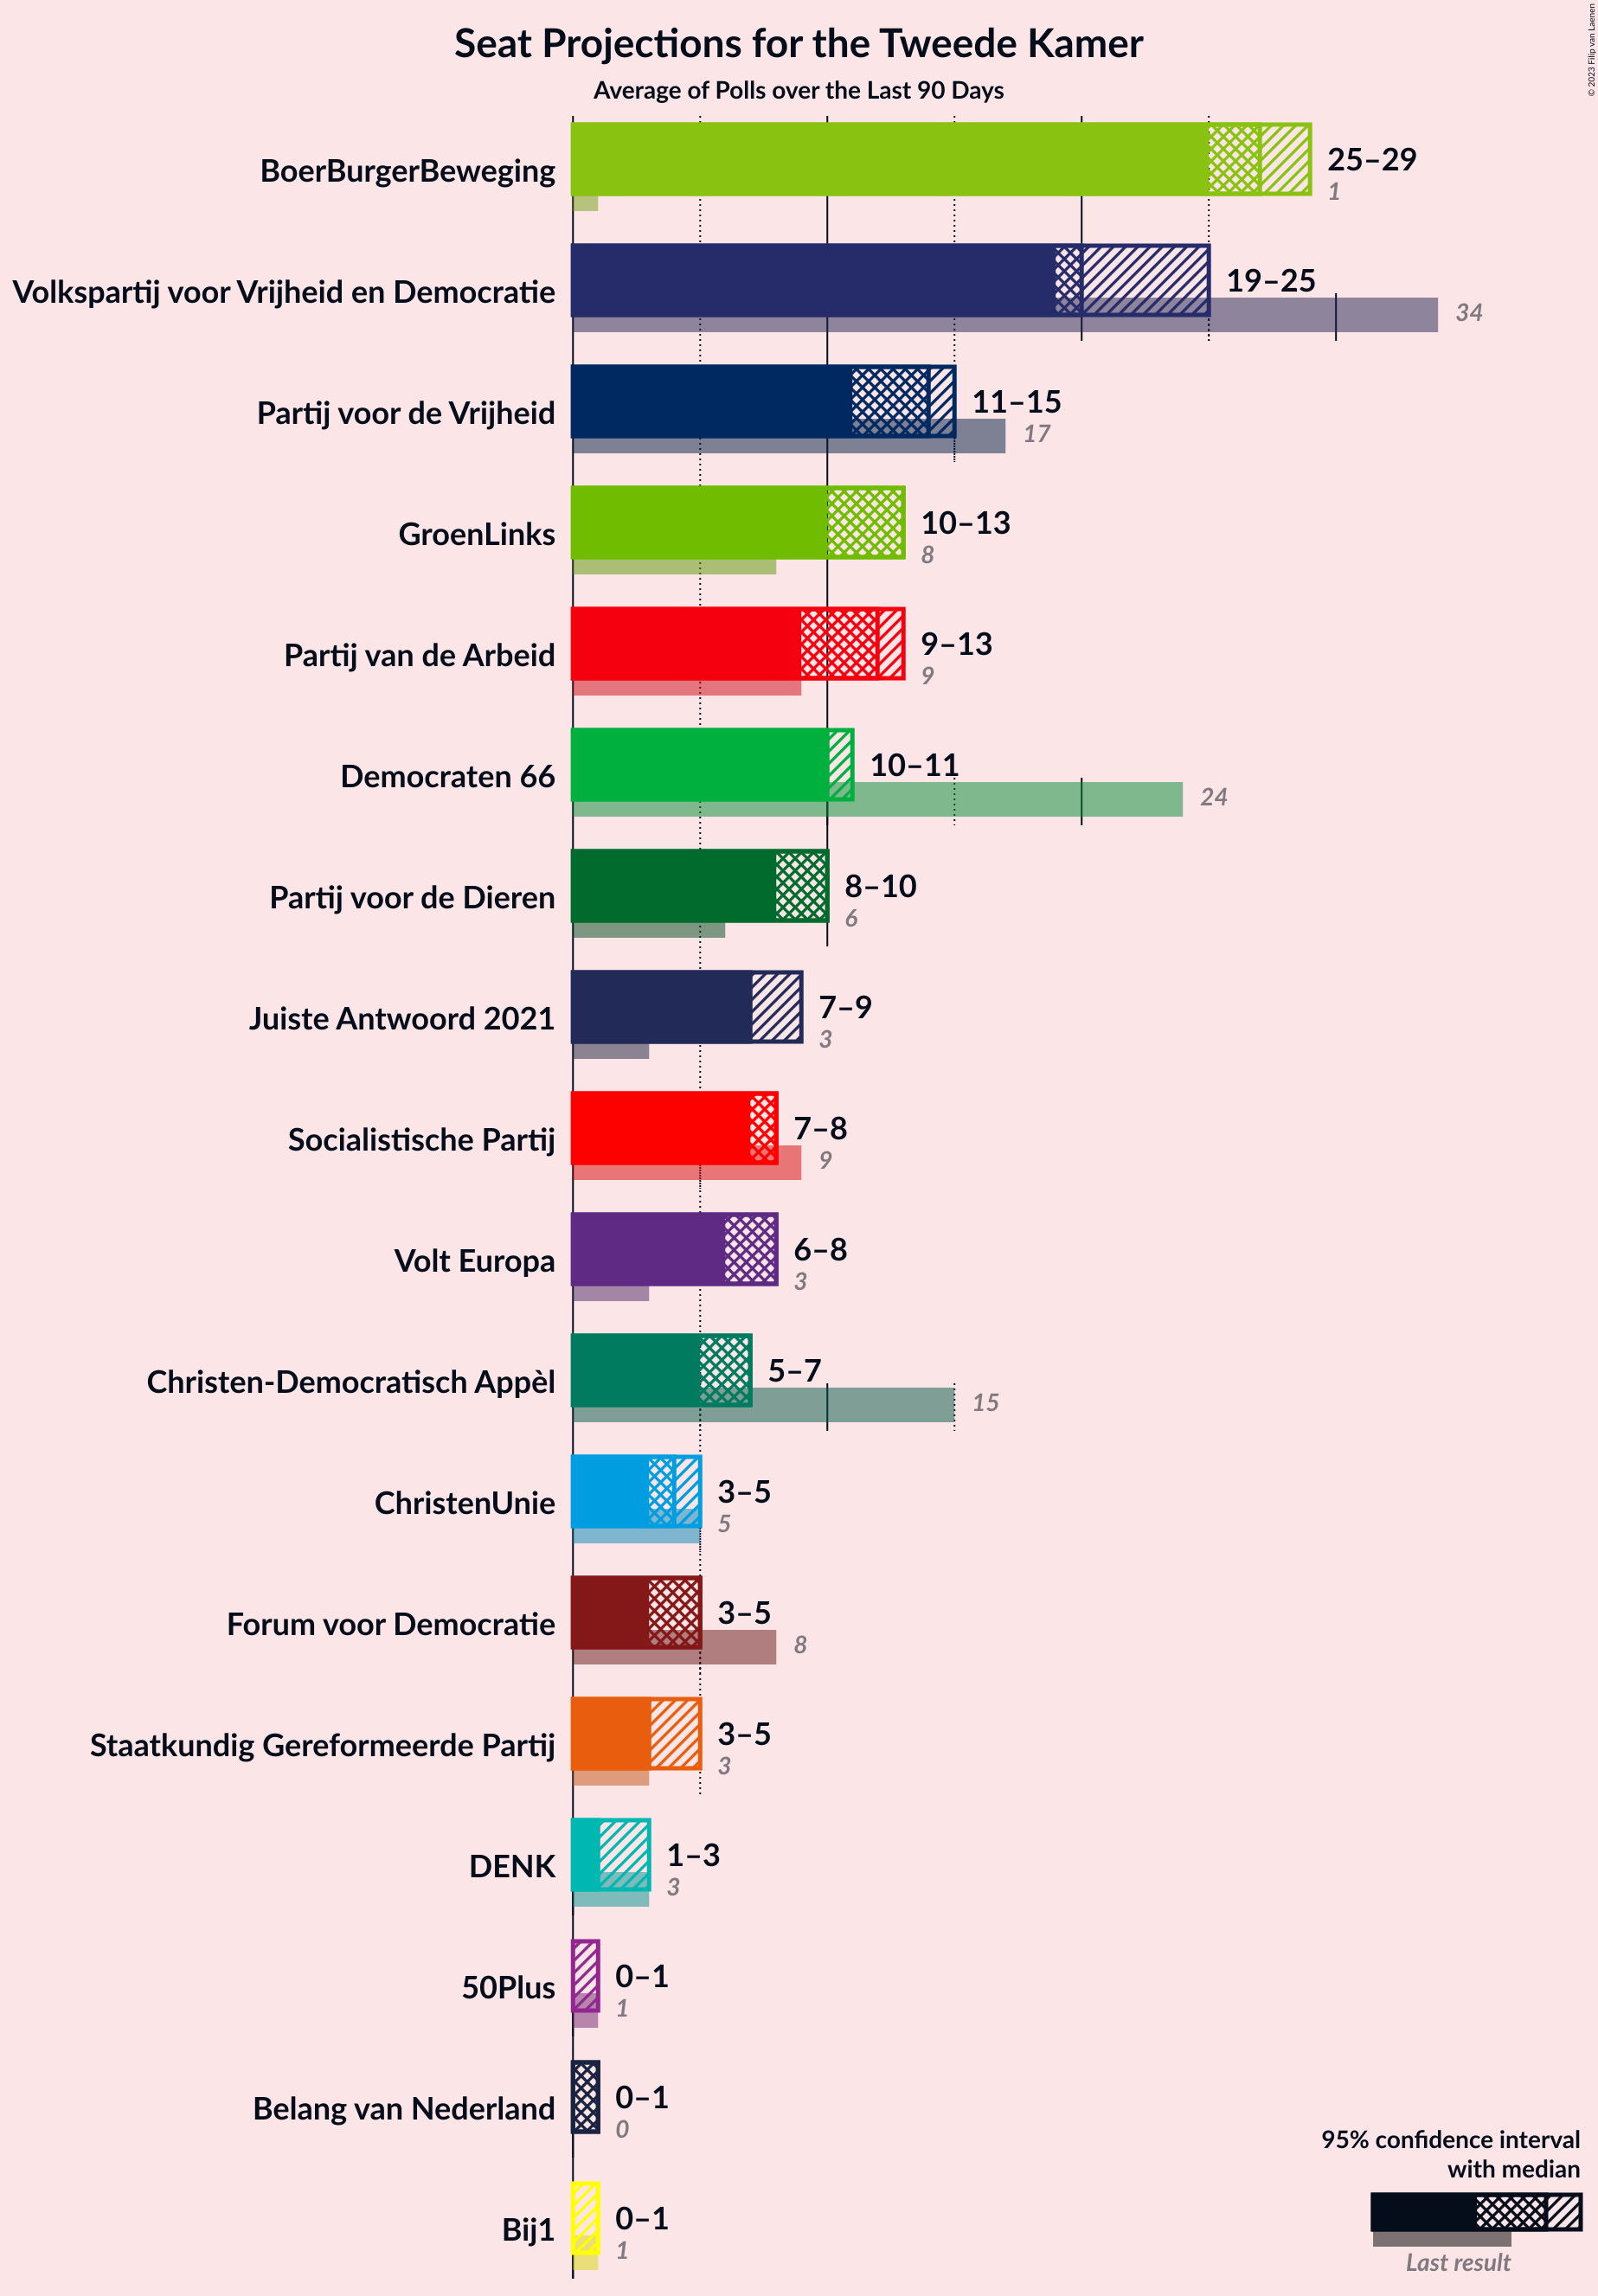 Seat Projections for the Tweede Kamer
Average of Polls over the Last 90 Days
© 2023 Filip van Laenen
BoerBurgerBeweging
25–29
1
Volkspartij voor Vrijheid en Democratie
19–25
34
Partij voor de Vrijheid
11–15
17
GroenLinks
10–13
8
Partij van de Arbeid
9–13
9
Democraten 66
10–11
24
Partij voor de Dieren
8–10
6
Juiste Antwoord 2021
7–9
3
Socialistische Partij
7–8
9
Volt Europa
6–8
3
Christen-Democratisch Appèl
5–7
15
ChristenUnie
3–5
5
Forum voor Democratie
3–5
8
Staatkundig Gereformeerde Partij
3–5
3
DENK
1–3
3
50Plus
0–1
1
Belang van Nederland
0–1
0
Bij1
0–1
1
95% confidence interval
with median
Last result